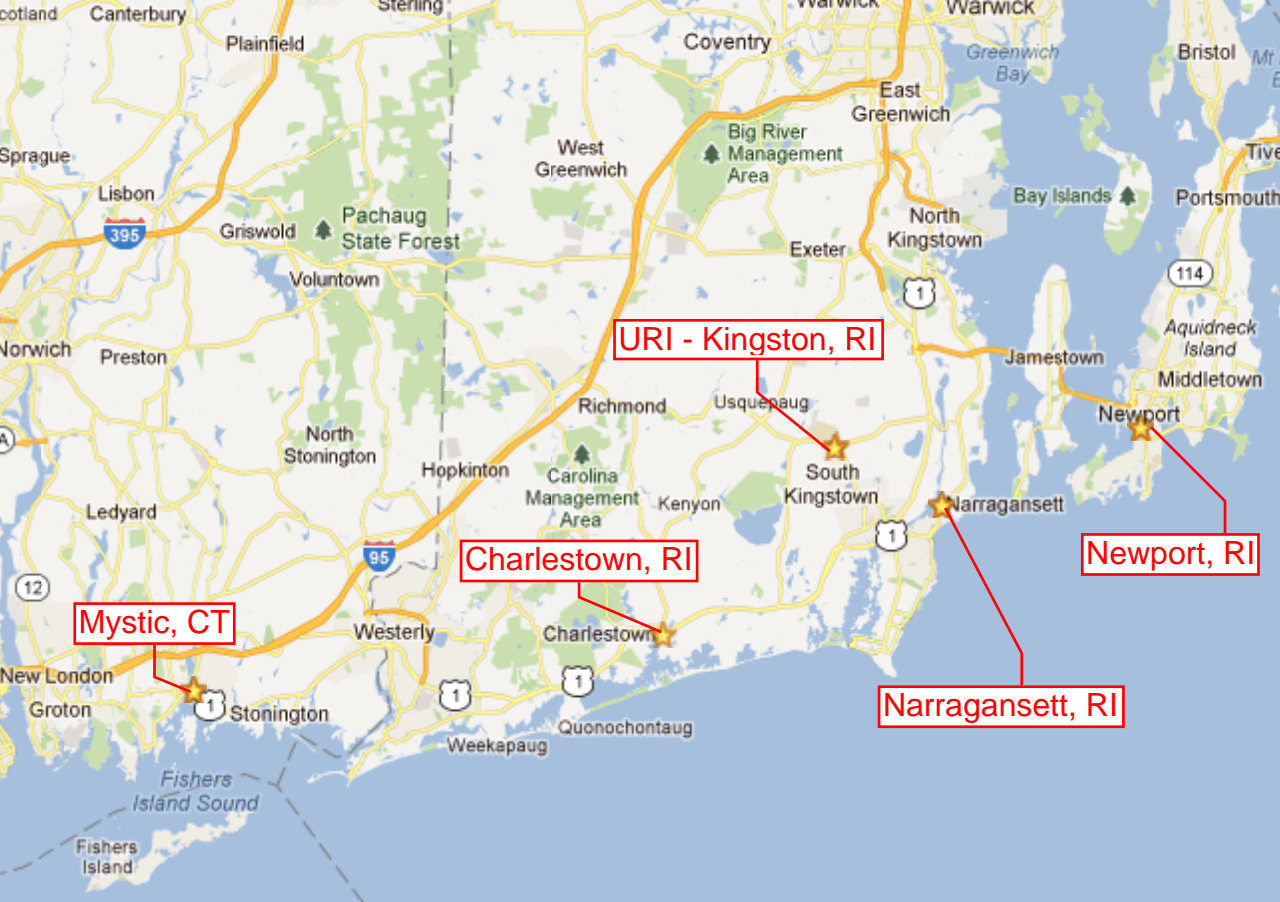 cotland
Canterbury
Sterling
Warwick
Warwick
Plainfield
Coventry
Greenwich
Bay
Bristol
Mt
East
Greenwich
Big River
Management
Area
West
Greenwich
Sprague
Tive
Lisbon
Bay Islands
Portsmouth
395
Griswold
Pachaug
State Forest
North
Kingstown
Exeter
Voluntown
114
1
URI - Kingston, RI
Aquidneck
Island
Norwich
Preston
Jamestown
Middletown
Richmond
Usquepaug
Newport
A
North
Stonington
Hopkinton
Carolina
Management
Area
South
Kingstown
Kenyon
Narragansett
Ledyard
1
95
Charlestown, RI
Newport, RI
12
Mystic, CT
Westerly
Charlestown
New London
Groton
1
Stonington
1
1
Narragansett, RI
Quonochontaug
Weekapaug
Fishers
Island Sound
Fishers
Island